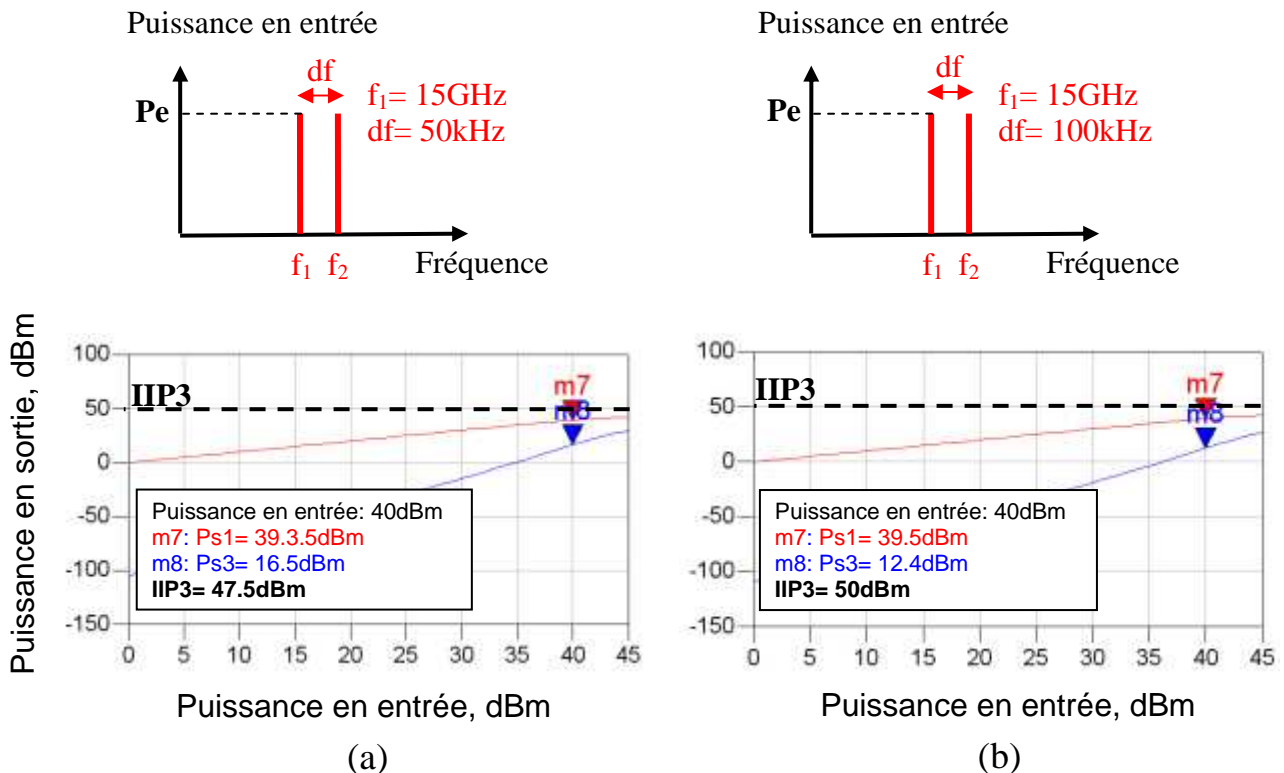 Puissance en entrée
df
f₁= 15GHz
df= 50kHz
Pe
f₁ f₂
Fréquence
Puissance en entrée
df
f₁= 15GHz
df= 100kHz
Pe
f₁ f₂
Fréquence
Puissance en sortie, dBm
100
50
0
-50
-100
-150
IIP3
m7
m8
Puissance en entrée: 40dBm
m7: Ps1= 39.3.5dBm
m8: Ps3= 16.5dBm
IIP3= 47.5dBm
0 5 10 15 20 25 30 35 40 45
Puissance en entrée, dBm
(a)
100
50
0
-50
-100
-150
IIP3
m7
m8
Puissance en entrée: 40dBm
m7: Ps1= 39.5dBm
m8: Ps3= 12.4dBm
IIP3= 50dBm
0 5 10 15 20 25 30 35 40 45
Puissance en entrée, dBm
(b)